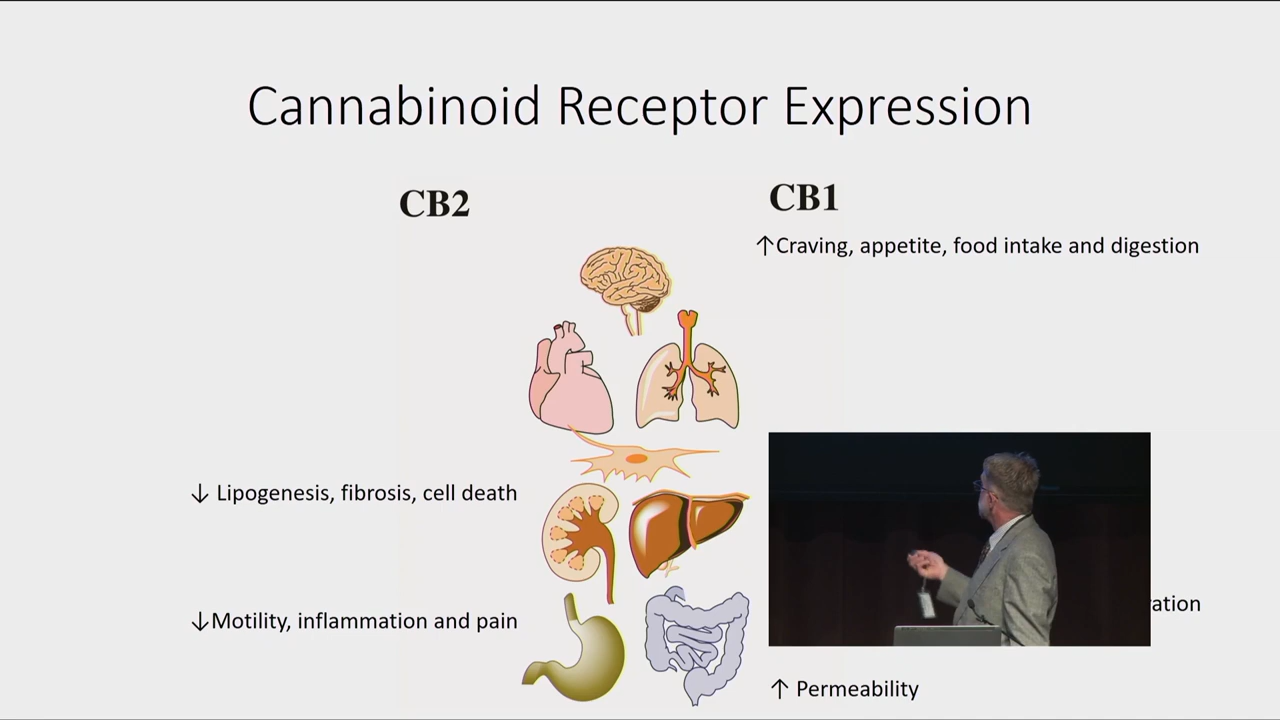 Cannabinoid Receptor Expression
CB2
CB1
↑Craving, appetite, food intake and digestion
↓ Lipogenesis, fibrosis, cell death
↓Motility, inflammation and pain
↑ Permeability